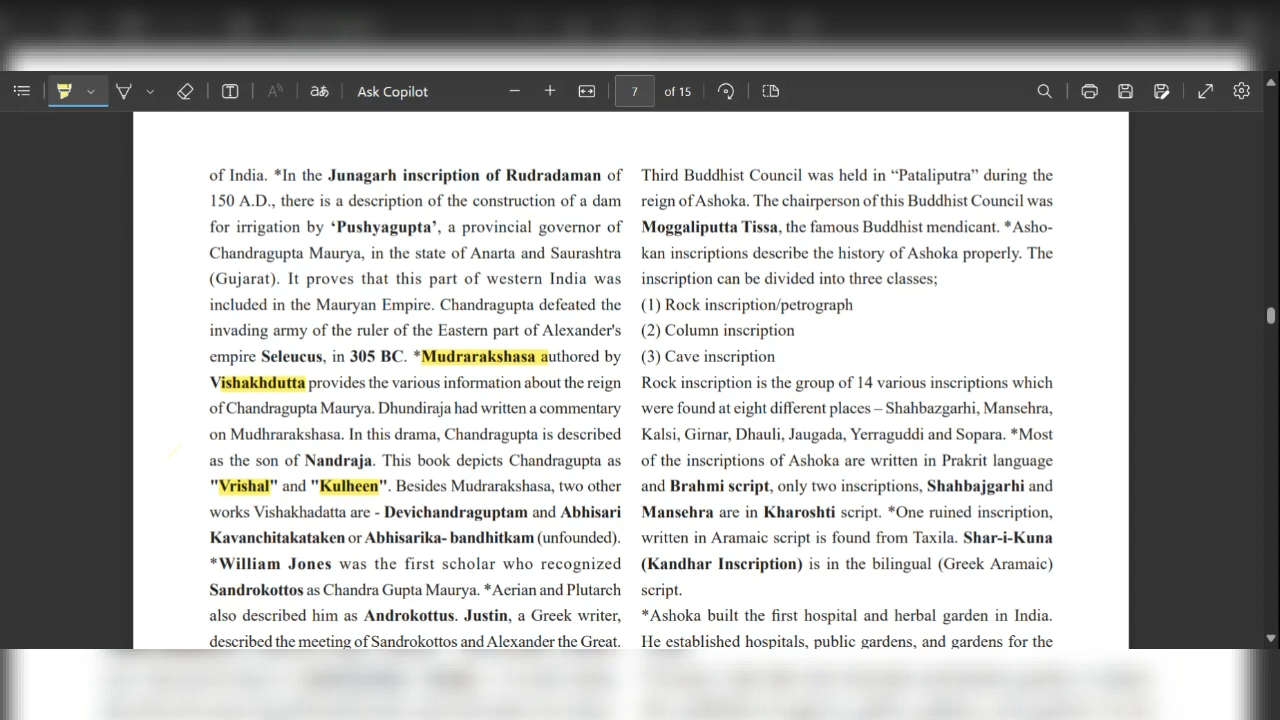 Ask Copilot
7 of 15
of India. *In the Junagarh inscription of Rudradaman of
150 A.D., there is a description of the construction of a dam
for irrigation by ‘Pushyagupta’, a provincial governor of
Chandragupta Maurya, in the state of Anarta and Saurashtra
(Gujarat). It proves that this part of western India was
included in the Mauryan Empire. Chandragupta defeated the
invading army of the ruler of the Eastern part of Alexander's
empire Seleucus, in 305 BC. *Mudrarakshasa authored by
Vishakhdutta provides the various information about the reign
of Chandragupta Maurya. Dhundiraja had written a commentary
on Mudhrarakshasa. In this drama, Chandragupta is described
as the son of Nandraja. This book depicts Chandragupta as
"Vrishal" and "Kulheen". Besides Mudrarakshasa, two other
works Vishakhadatta are - Devichandraguptam and Abhisari
Kavanchitakataken or Abhisarika- bandhitkam (unfounded).
*William Jones was the first scholar who recognized
Sandrokottos as Chandra Gupta Maurya. *Aerian and Plutarch
also described him as Androkottus. Justin, a Greek writer,
described the meeting of Sandrokottos and Alexander the Great.
Third Buddhist Council was held in “Pataliputra” during the
reign of Ashoka. The chairperson of this Buddhist Council was
Moggaliputta Tissa, the famous Buddhist mendicant. *Asho-
kan inscriptions describe the history of Ashoka properly. The
inscription can be divided into three classes;
(1) Rock inscription/petrograph
(2) Column inscription
(3) Cave inscription
Rock inscription is the group of 14 various inscriptions which
were found at eight different places – Shahbazgarhi, Mansehra,
Kalsi, Girnar, Dhauli, Jaugada, Yerraguddi and Sopara. *Most
of the inscriptions of Ashoka are written in Prakrit language
and Brahmi script, only two inscriptions, Shahbajgarhi and
Mansehra are in Kharoshti script. *One ruined inscription,
written in Aramaic script is found from Taxila. Shar-i-Kuna
(Kandhar Inscription) is in the bilingual (Greek Aramaic)
script.
*Ashoka built the first hospital and herbal garden in India.
He established hospitals, public gardens, and gardens for the